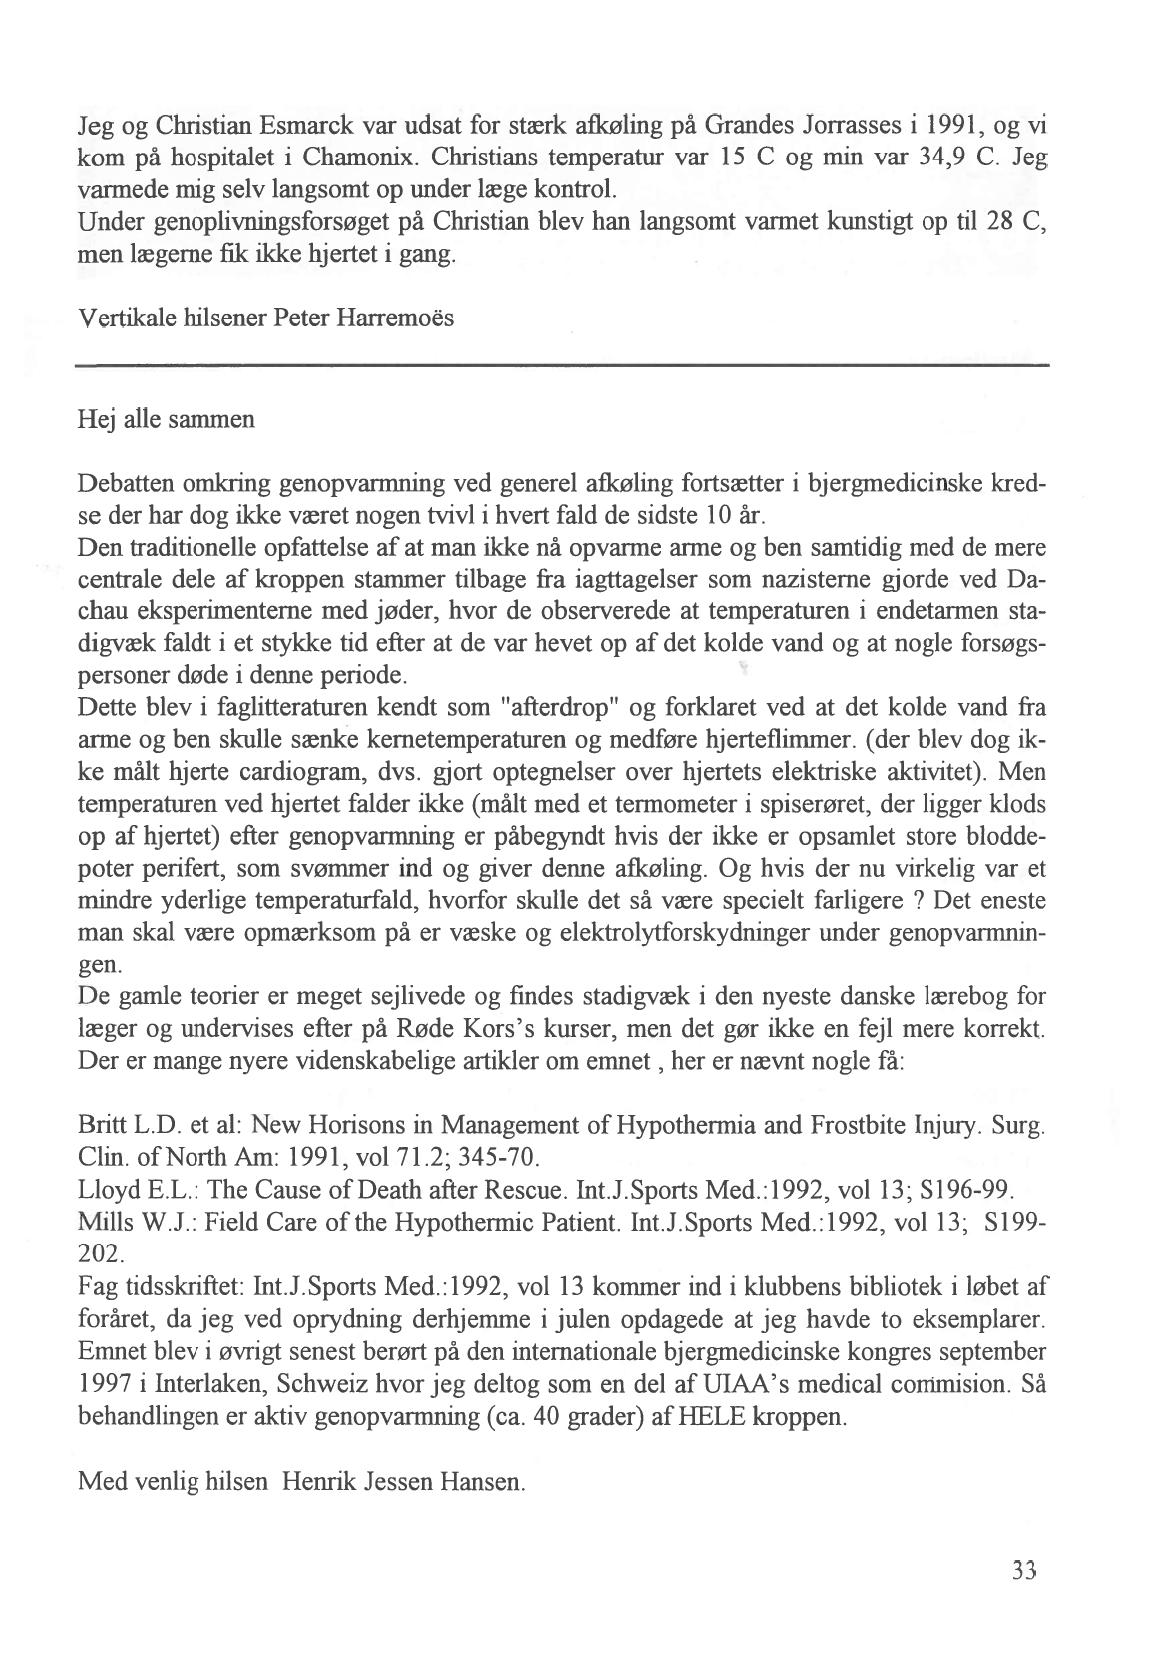 Jeg og Christian Esmarck var udsat for stærk afkøling på Grandes Jorrasses i 1991, og vi
kom på hospitalet i Chamonix. Christians temperatur var 15 C og min var 34,9 C. Jeg
varmede mig selv langsomt op under læge kontrol.
Under genoplivningsforsøget på Christian blev han langsomt varmet kunstigt op til 28 C,
men lægerne fik ikke hjertet i gang.
Vertikale hilsener Peter Harremoës
Hej alle sammen
Debatten omkring genopvarmning ved generel afkøling fortsætter i bjergmedicinske kred-
se der har dog ikke været nogen tvivl i hvert fald de sidste 10 år.
Den traditionelle opfattelse af at man ikke nå opvarme arme og ben samtidig med de mere
centrale dele af kroppen stammer tilbage fra iagttagelser som nazisterne gjorde ved Da-
chau eksperimenterne med jøder, hvor de observerede at temperaturen i endetarmen sta-
digvæk faldt i et stykke tid efter at de var hevet op af det kolde vand og at nogle forsøgs-
personer døde i denne periode.
Dette blev i faglitteraturen kendt som "afterdrop" og forklaret ved at det kolde vand fra
arme og ben skulle sænke kernetemperaturen og medføre hjerteflimmer. (der blev dog ik-
ke målt hjerte cardiogram, dvs. gjort optegnelser over hjertets elektriske aktivitet). Men
temperaturen ved hjertet falder ikke (målt med et termometer i spiserøret, der ligger klods
op af hjertet) efter genopvarmning er påbegyndt hvis der ikke er opsamlet store blodde-
poter perifert, som svømmer ind og giver denne afkøling. Og hvis der nu virkelig var et
mindre yderlige temperaturfald, hvorfor skulle det så være specielt farligere ? Det eneste
man skal være opmærksom på er væske og elektrolytforskydninger under genopvarmnin-
gen.
De gamle teorier er meget sejlivede og findes stadigvæk i den nyeste danske lærebog for
læger og undervises efter på Røde Kors's kurser, men det gør ikke en fejl mere korrekt.
Der er mange nyere videnskabelige artikler om emnet , her er nævnt nogle få:
Britt L.D. et al: New Horisons in Management of Hypothermia and Frostbite Injury. Surg.
Clin. of North Am: 1991, vol 71.2; 345-70.
Lloyd E.L.: The Cause of Death after Rescue. Int.J.Sports Med.:1992, vol 13; S196-99.
Mills W.J.: Field Care of the Hypothermic Patient. Int.J.Sports Med.:1992, vol 13; S199-
202.
Fag tidsskriftet: Int.J.Sports Med.:1992, vol 13 kommer ind i klubbens bibliotek i løbet af
foråret, da jeg ved oprydning derhjemme i julen opdagede at jeg havde to eksemplarer.
Emnet blev i øvrigt senest berørt på den internationale bjergmedicinske kongres september
1997 i Interlaken, Schweiz hvor jeg deltog som en del af UIAA's medical commision. Så
behandlingen er aktiv genopvarmning (ca. 40 grader) af HELE kroppen.
Med venlig hilsen Henrik Jessen Hansen.
33